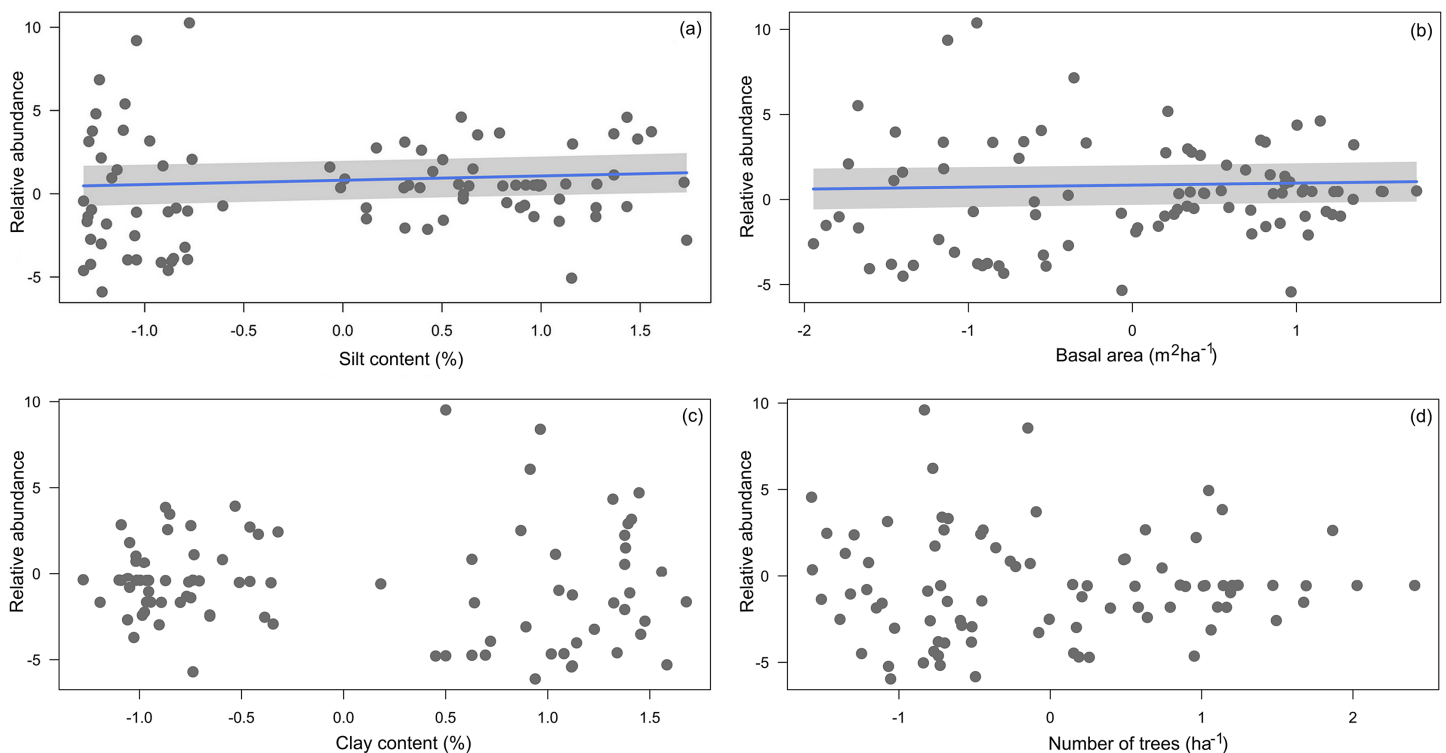 (a)
10
5
0
-5
Relative abundance
-1.0 -0.5 0.0 0.5 1.0 1.5
Silt content (%)
(b)
10
5
0
-5
Relative abundance
-2 -1 0 1
Basal area (m²ha⁻¹)
(c)
10
5
0
-5
Relative abundance
-1.0 -0.5 0.0 0.5 1.0 1.5
Clay content (%)
(d)
10
5
0
-5
Relative abundance
-1 0 1 2
Number of trees (ha⁻¹)